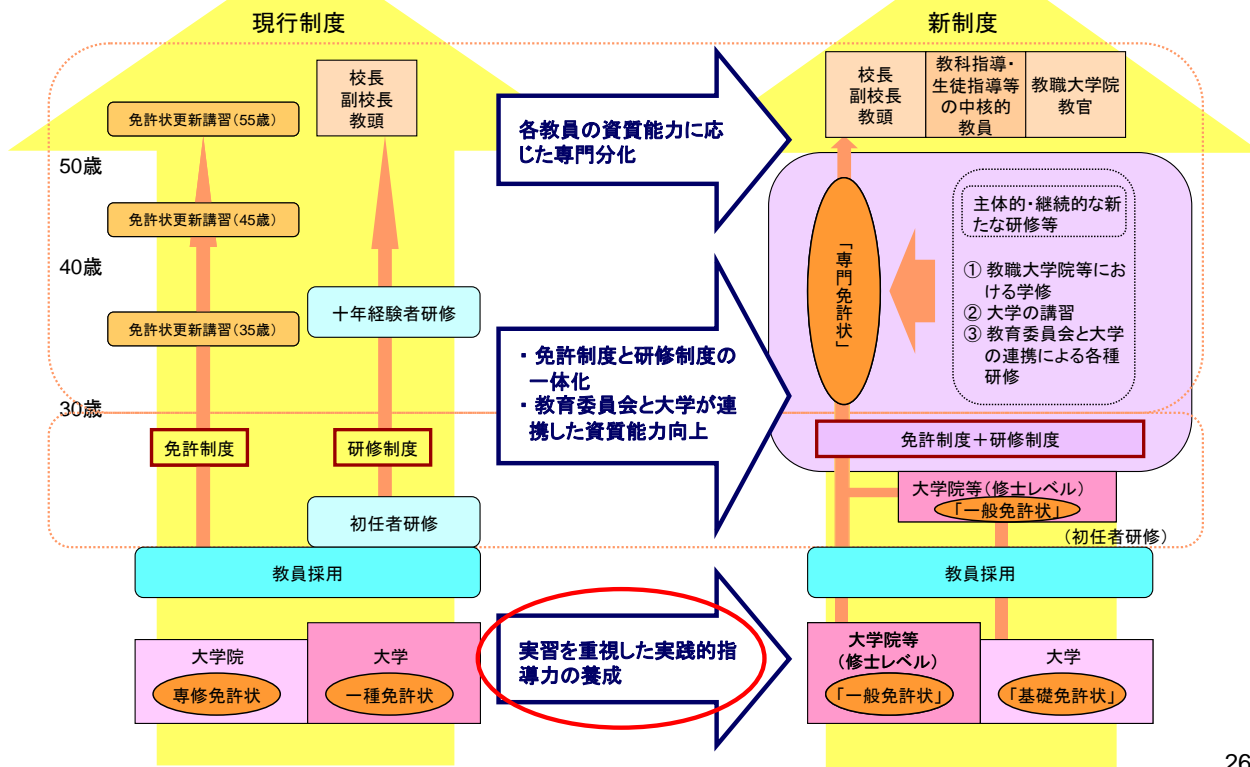 現行制度
校長
副校長
教頭
免許状更新講習(55歳)
50歳
免許状更新講習(45歳)
40歳
十年経験者研修
免許状更新講習(35歳)
30歳
免許制度
研修制度
初任者研修
教員採用
大学院
専修免許状
大学
一種免許状
各教員の資質能力に応
じた専門分化
・ 免許制度と研修制度の
一体化
・ 教育委員会と大学が連
携した資質能力向上
実習を重視した実践的指
導力の養成
新制度
校長
副校長
教頭
教科指導・
生徒指導等
の中核的
教員
教職大学院
教官
「専門免許状」
主体的・継続的な新
たな研修等
① 教職大学院等にお
ける学修
② 大学の講習
③ 教育委員会と大学
の連携による各種
研修
免許制度＋研修制度
大学院等(修士レベル)
「一般免許状」
(初任者研修)
教員採用
大学院等
(修士レベル)
「一般免許状」
大学
「基礎免許状」
26